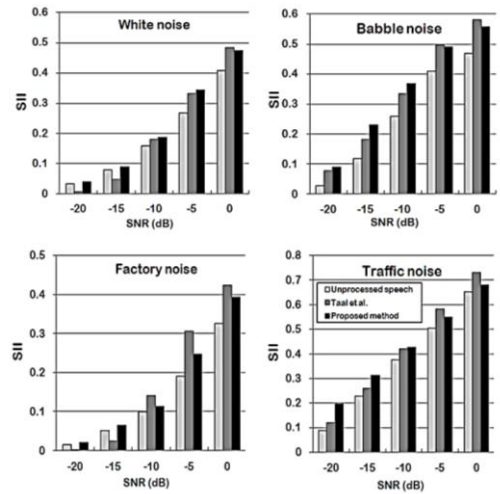 White noise
SII
0.6
0.5
0.4
0.3
0.2
0.1
0
-20 -15 -10 -5 0
SNR (dB)
Babble noise
SII
0.6
0.5
0.4
0.3
0.2
0.1
0
-20 -15 -10 -5 0
SNR (dB)
Factory noise
SII
0.5
0.4
0.3
0.2
0.1
0
-20 -15 -10 -5 0
SNR (dB)
Traffic noise
Unprocessed speech
Taal et al.
Proposed method
SII
0.8
0.7
0.6
0.5
0.4
0.3
0.2
0.1
0
-20 -15 -10 -5 0
SNR (dB)